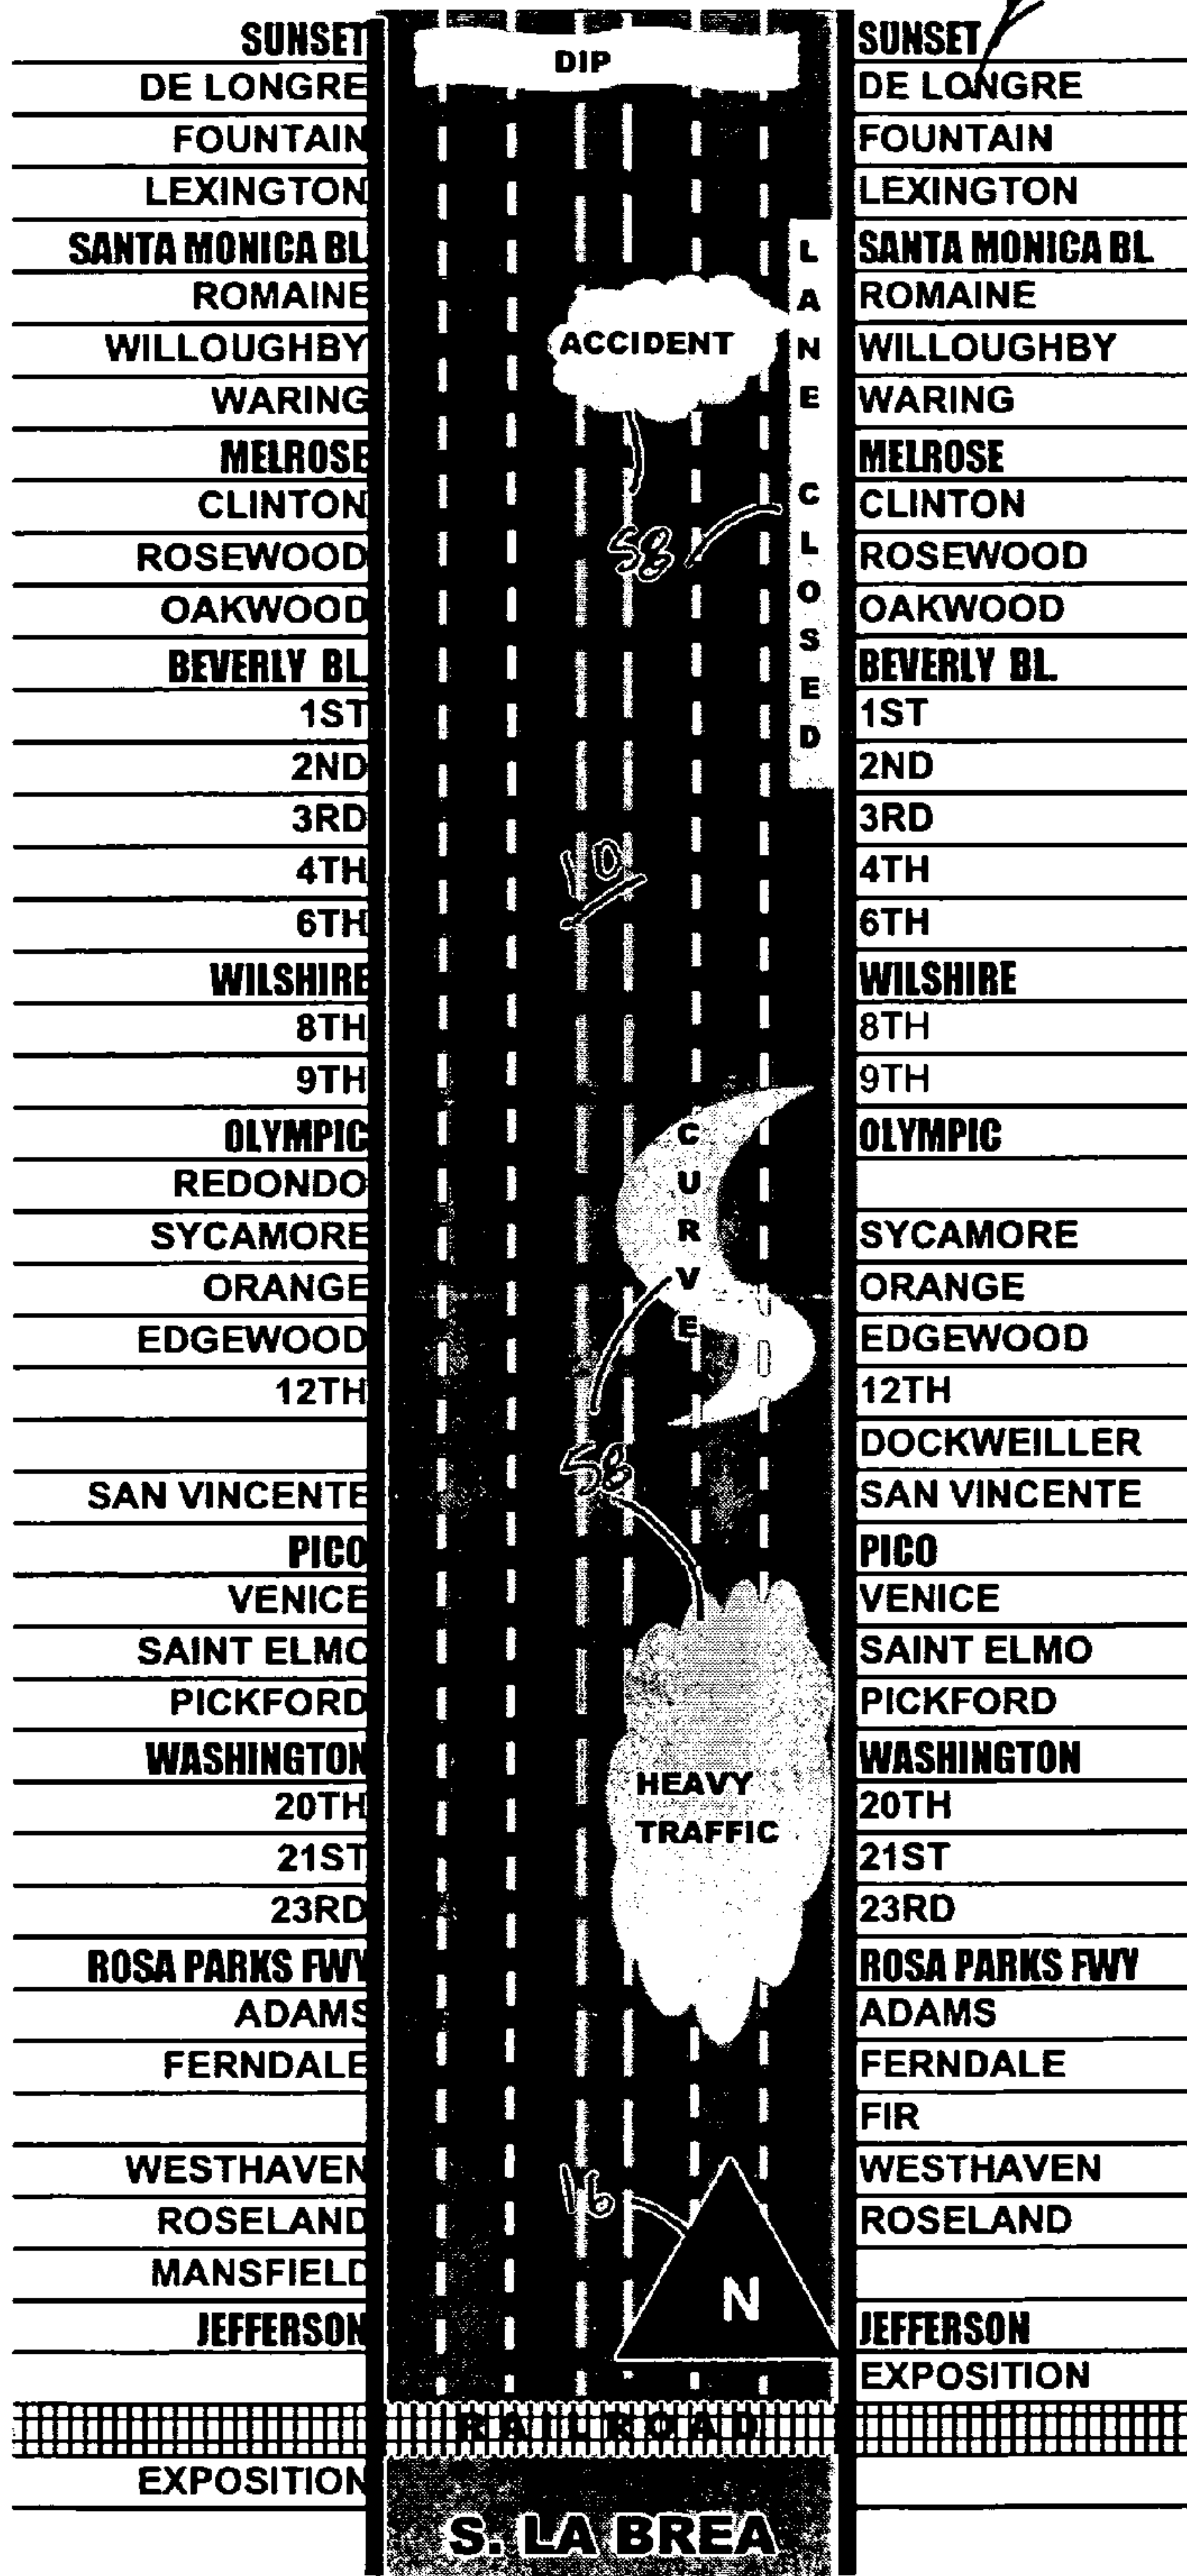 SUNSET DIP SUNSET
DE LONGRE DE LONGRE
FOUNTAIN FOUNTAIN
LEXINGTON LEXINGTON
SANTA MONICA BL SANTA MONICA BL
ROMAINE ROMAINE
WILLOUGHBY ACCIDENT WILLOUGHBY
WARING WARING
MELROSE MELROSE
CLINTON CLINTON
ROSEWOOD 58 ROSEWOOD
OAKWOOD OAKWOOD
BEVERLY BL BEVERLY BL.
LANE CLOSED
1ST 1ST
2ND 2ND
3RD 3RD
4TH 10 4TH
6TH 6TH
WILSHIRE WILSHIRE
8TH 8TH
9TH 9TH
OLYMPIC OLYMPIC
REDONDO
CURVE
SYCAMORE SYCAMORE
ORANGE ORANGE
EDGEWOOD EDGEWOOD
12TH 12TH
DOCKWEILLER
SAN VINCENTE 58 SAN VINCENTE
PICO PICO
VENICE VENICE
SAINT ELMO SAINT ELMO
PICKFORD PICKFORD
WASHINGTON WASHINGTON
20TH HEAVY 20TH
21ST TRAFFIC 21ST
23RD 23RD
ROSA PARKS FWY ROSA PARKS FWY
ADAMS ADAMS
FERNDALE FERNDALE
FIR
WESTHAVEN 16 WESTHAVEN
ROSELAND ROSELAND
MANSFIELD
N
JEFFERSON JEFFERSON
EXPOSITION
RAILROAD
EXPOSITION
S. LA BREA